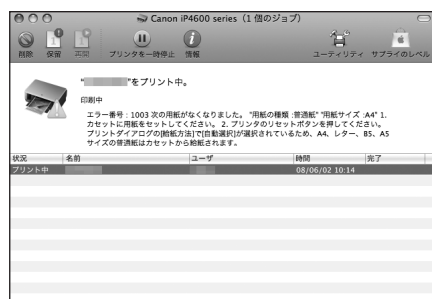 Canon iP4600 series（1 個のジョブ）
削除 保留 再開 プリンタを一時停止 情報 ユーティリティ サプライのレベル
“ ”をプリント中。
印刷中
エラー番号：1003 次の用紙がなくなりました。 "用紙の種類 :普通紙" "用紙サイズ :A4" 1.
カセットに用紙をセットしてください。 2. プリンタのリセットボタンを押してください。
プリントダイアログの[給紙方法]で[自動選択]が選択されているため、A4、レター、B5、A5
サイズの普通紙はカセットから給紙されます。
状況 名前 ユーザ 時間 完了
プリント中 08/06/02 10:14